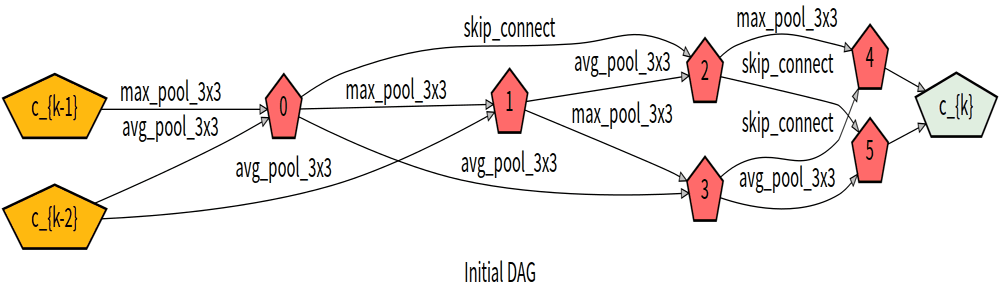 skip_connect
max_pool_3x3
4
avg_pool_3x3
2
skip_connect
c_{k-1}
max_pool_3x3
0
max_pool_3x3
1
c_{k}
avg_pool_3x3
max_pool_3x3
skip_connect
5
avg_pool_3x3
avg_pool_3x3
3
avg_pool_3x3
c_{k-2}
Initial DAG